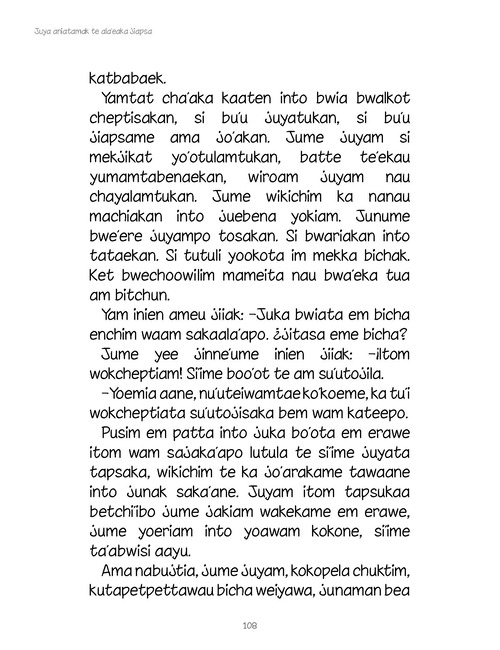 Juya aniatamak te ala'eaka jiapsa
katbabaek.
Yamtat cha'aka kaaten into bwia bwalkot
cheptisakan, si bu'u juyatukan, si bu'u
jiapsame ama jo'akan. Jume juyam si
mekjikat yo'otulamtukan, batte te'ekau
yumamtabenaekan, wiroam juyam nau
chayalamtukan. Jume wikichim ka nanau
machiakan into juebena yokiam. Junume
bwe'ere juyampo tosakan. Si bwariakan into
tataekan. Si tutuli yookota im mekka bichak.
Ket bwechoowilim mameita nau bwa'eka tua
am bitchun.
Yam inien ameu jiiak: –Juka bwiata em bicha
enchim waam sakaala'apo. ¿Jitasa eme bicha?
Jume yee jinne'ume inien jiiak: –¡Itom
wokcheptiam! Siime boo'ot te am su'utojila.
–Yoemia aane, nu'uteiwamtae ko'koeme, ka tu'i
wokcheptiata su'utojisaka bem wam kateepo.
Pusim em patta into juka bo'ota em erawe
itom wam sajaka'apo lutula te siime juyata
tapsaka, wikichim te ka jo'arakame tawaane
into junak saka'ane. Juyam itom tapsukaa
betchiibo jume jakiam wakekame em erawe,
jume yoeriam into yoawam kokone, siime
ta'abwisi aayu.
Ama nabujtia, jume juyam, kokopela chuktim,
kutapetpettawau bicha weiyawa, junaman bea
108